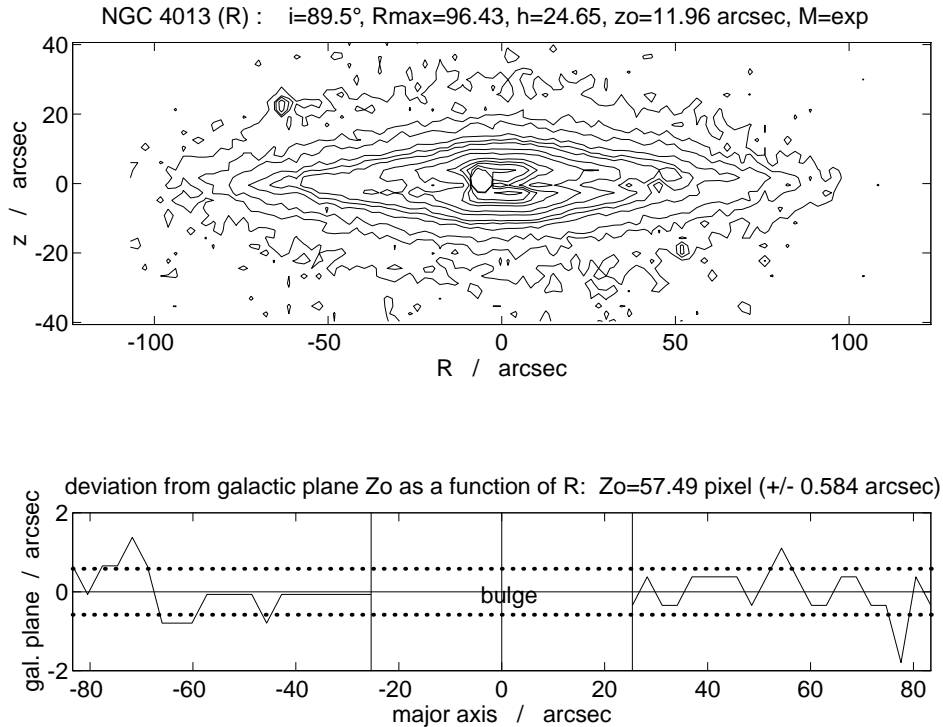 NGC 4013 (R) : i=89.5°, Rmax=96.43, h=24.65, zo=11.96 arcsec, M=exp
40
20
0
-20
-40
z / arcsec
-100 -50 0 50 100
R / arcsec
deviation from galactic plane Zo as a function of R: Zo=57.49 pixel (+/- 0.584 arcsec)
2
0
-2
gal. plane / arcsec
bulge
-80 -60 -40 -20 0 20 40 60 80
major axis / arcsec